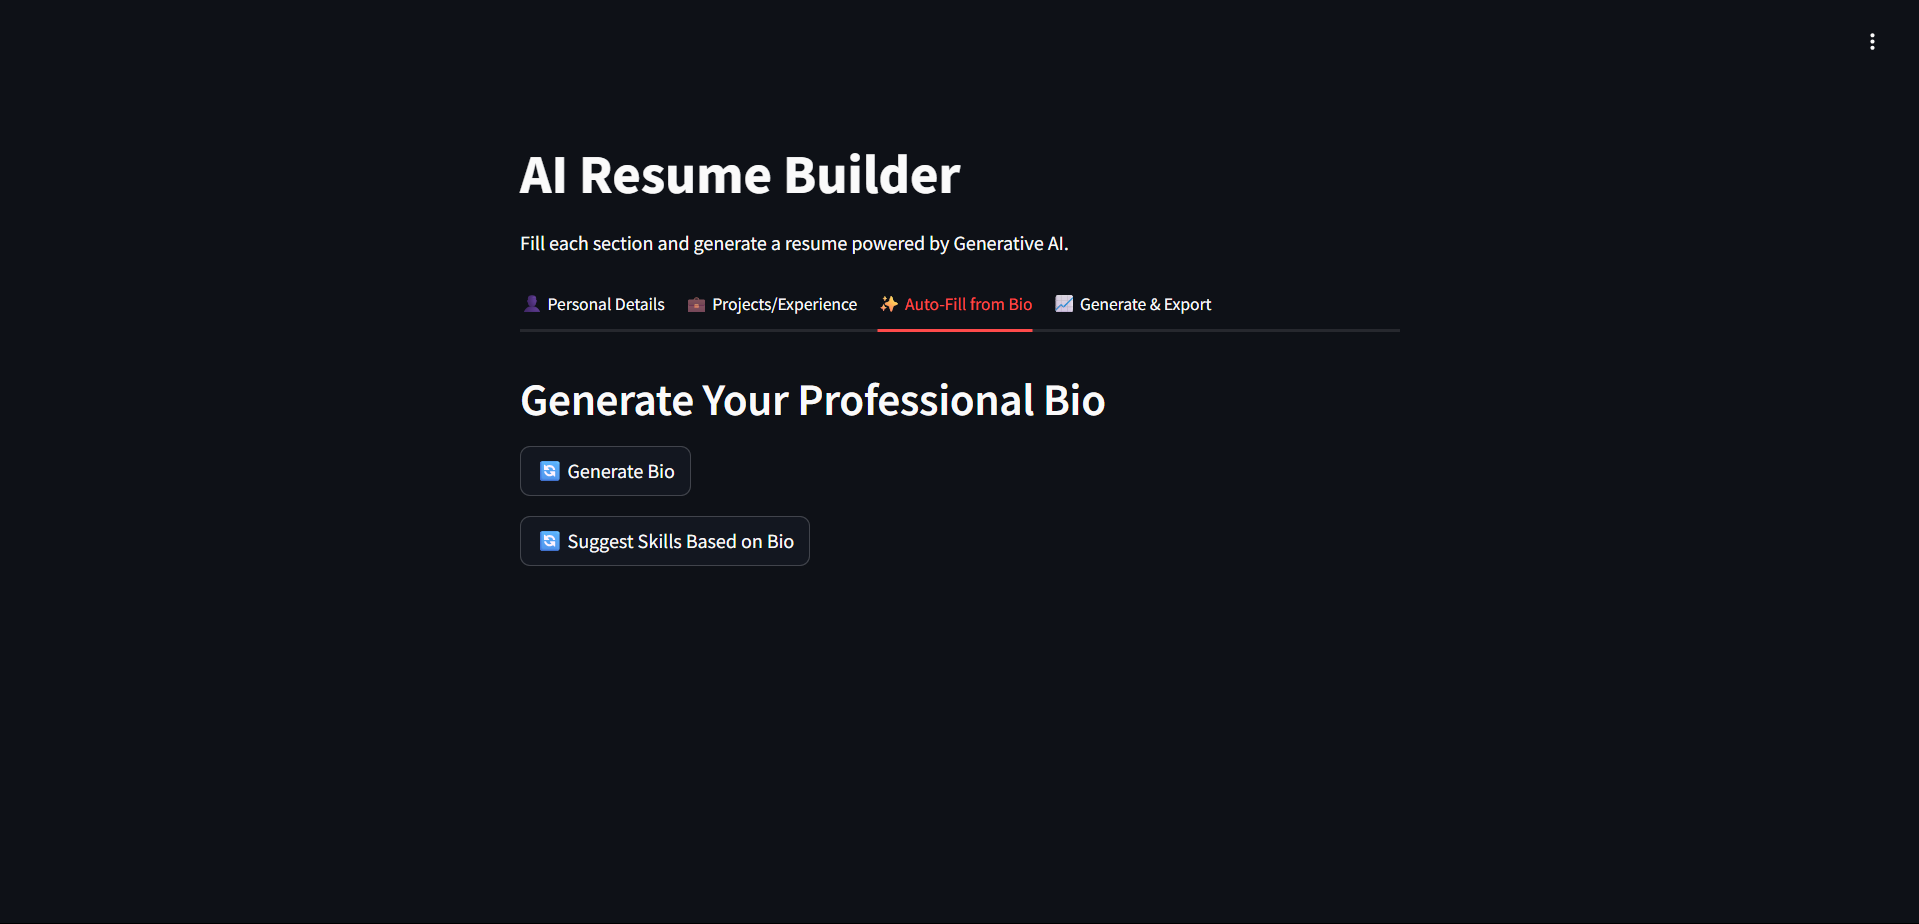 AI Resume Builder
Fill each section and generate a resume powered by Generative AI.
Personal Details Projects/Experience Auto-Fill from Bio Generate & Export
Generate Your Professional Bio
Generate Bio
Suggest Skills Based on Bio